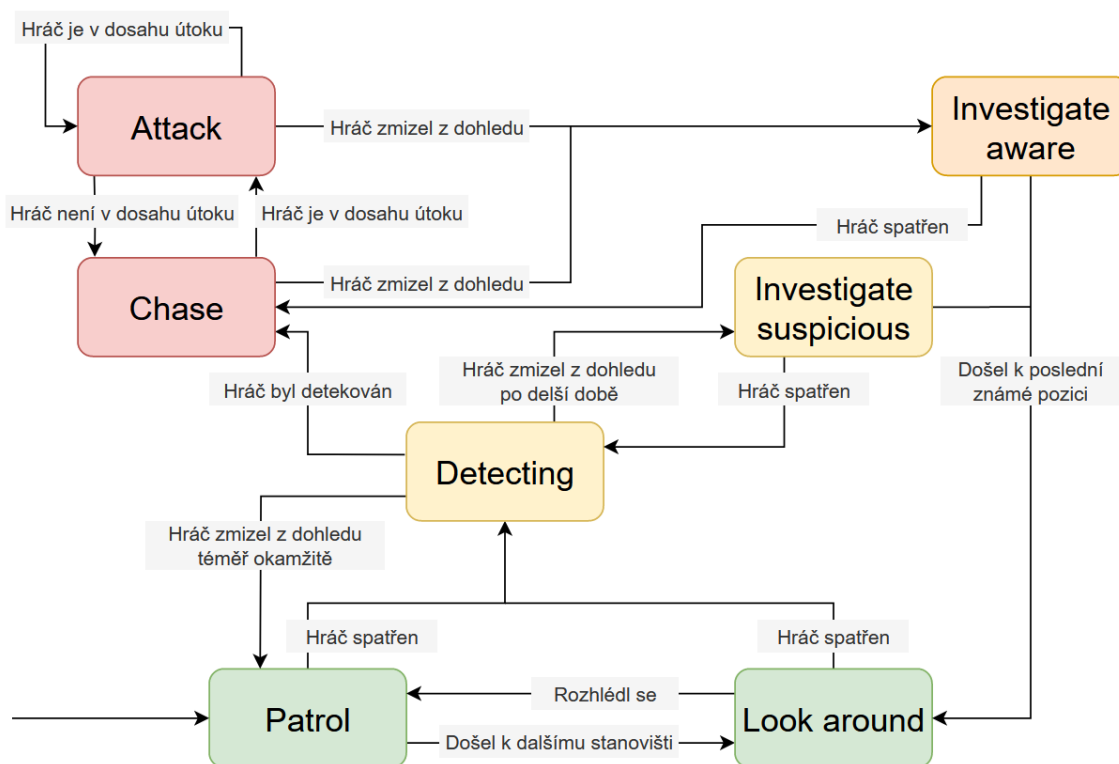 Hráč je v dosahu útoku
Attack
Hráč zmizel z dohledu
Investigate
aware
Hráč není v dosahu útoku
Hráč je v dosahu útoku
Hráč spatřen
Chase
Hráč zmizel z dohledu
Investigate
suspicious
Hráč byl detekován
Hráč zmizel z dohledu
po delší době
Hráč spatřen
Došel k poslední
známé pozici
Detecting
Hráč zmizel z dohledu
téměř okamžitě
Hráč spatřen
Hráč spatřen
Patrol
Rozhlédl se
Look around
Došel k dalšímu stanovišti